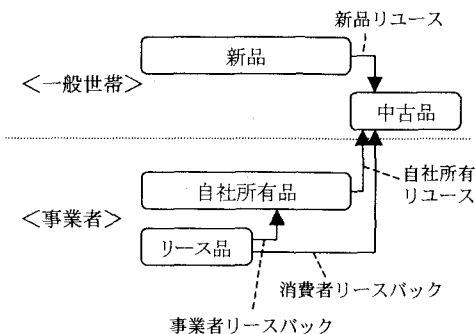 新品リユース
新品
<一般世帯>
中古品
自社所有
リユース
自社所有品
<事業者>
リース品
消費者リースバック
事業者リースバック